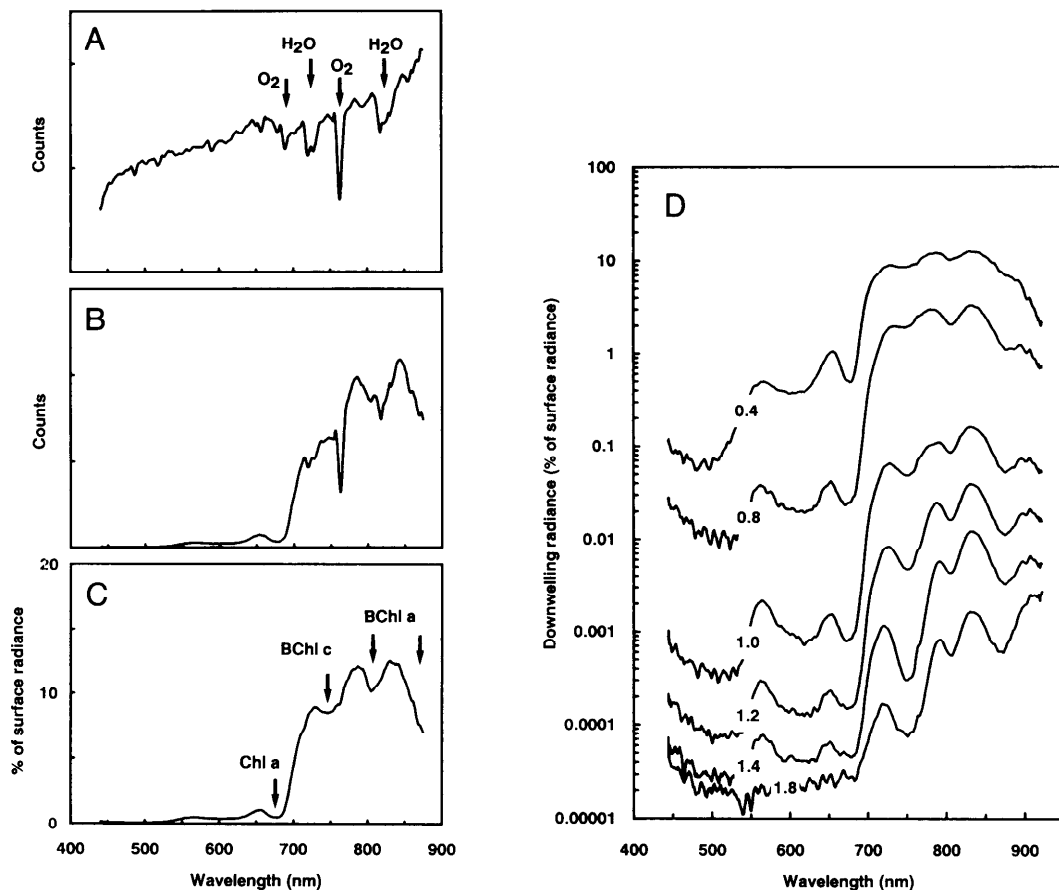 A
H2O
H2O
O2
O2
Counts
B
Counts
C
20
10
0
% of surface radiance
BChl a
BChl c
Chl a
400 500 600 700 800 900
Wavelength (nm)
D
100
10
1
0.1
0.01
0.001
0.0001
0.00001
Downwelling radiance (% of surface radiance)
0.4
0.8
1.0
1.2
1.4
1.8
400 500 600 700 800 900
Wavelength (nm)